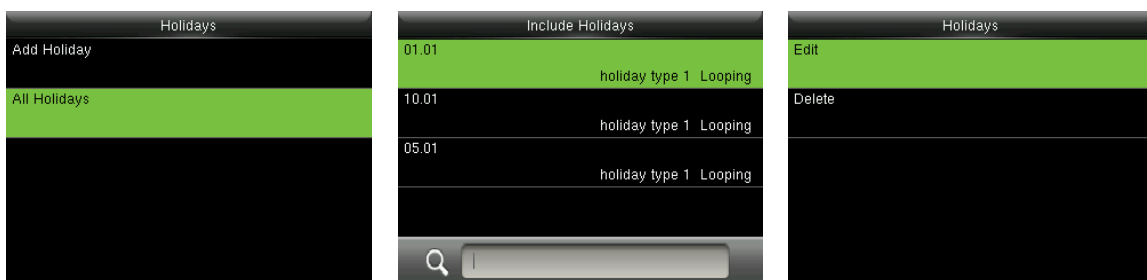 Holidays
Add Holiday
All Holidays
Include Holidays
01.01
holiday type 1 Looping
10.01
holiday type 1 Looping
05.01
holiday type 1 Looping
Holidays
Edit
Delete